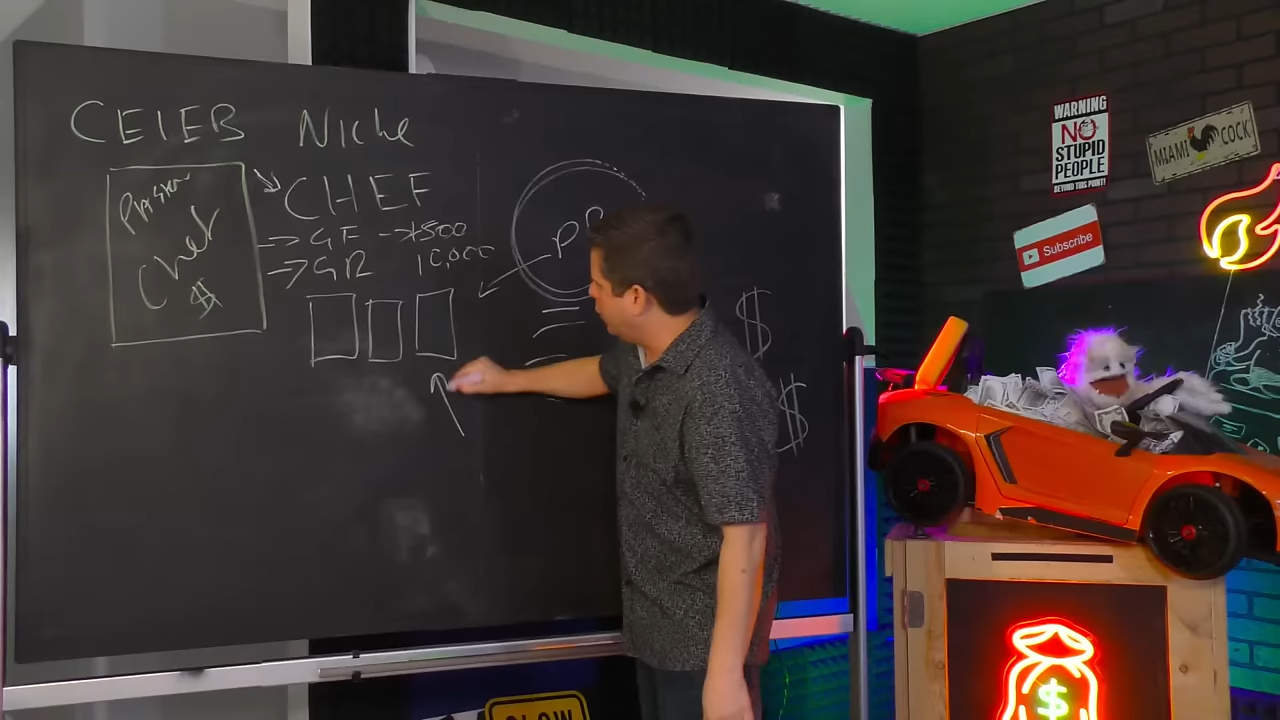 CELEB Niche
Chef
$
CHEF
→ GF → 1500
→ GR 10,000
$
$
WARNING
NO
STUPID
PEOPLE
BEYOND THIS POINT!
MIAMI COCK
Subscribe
$
SLOW